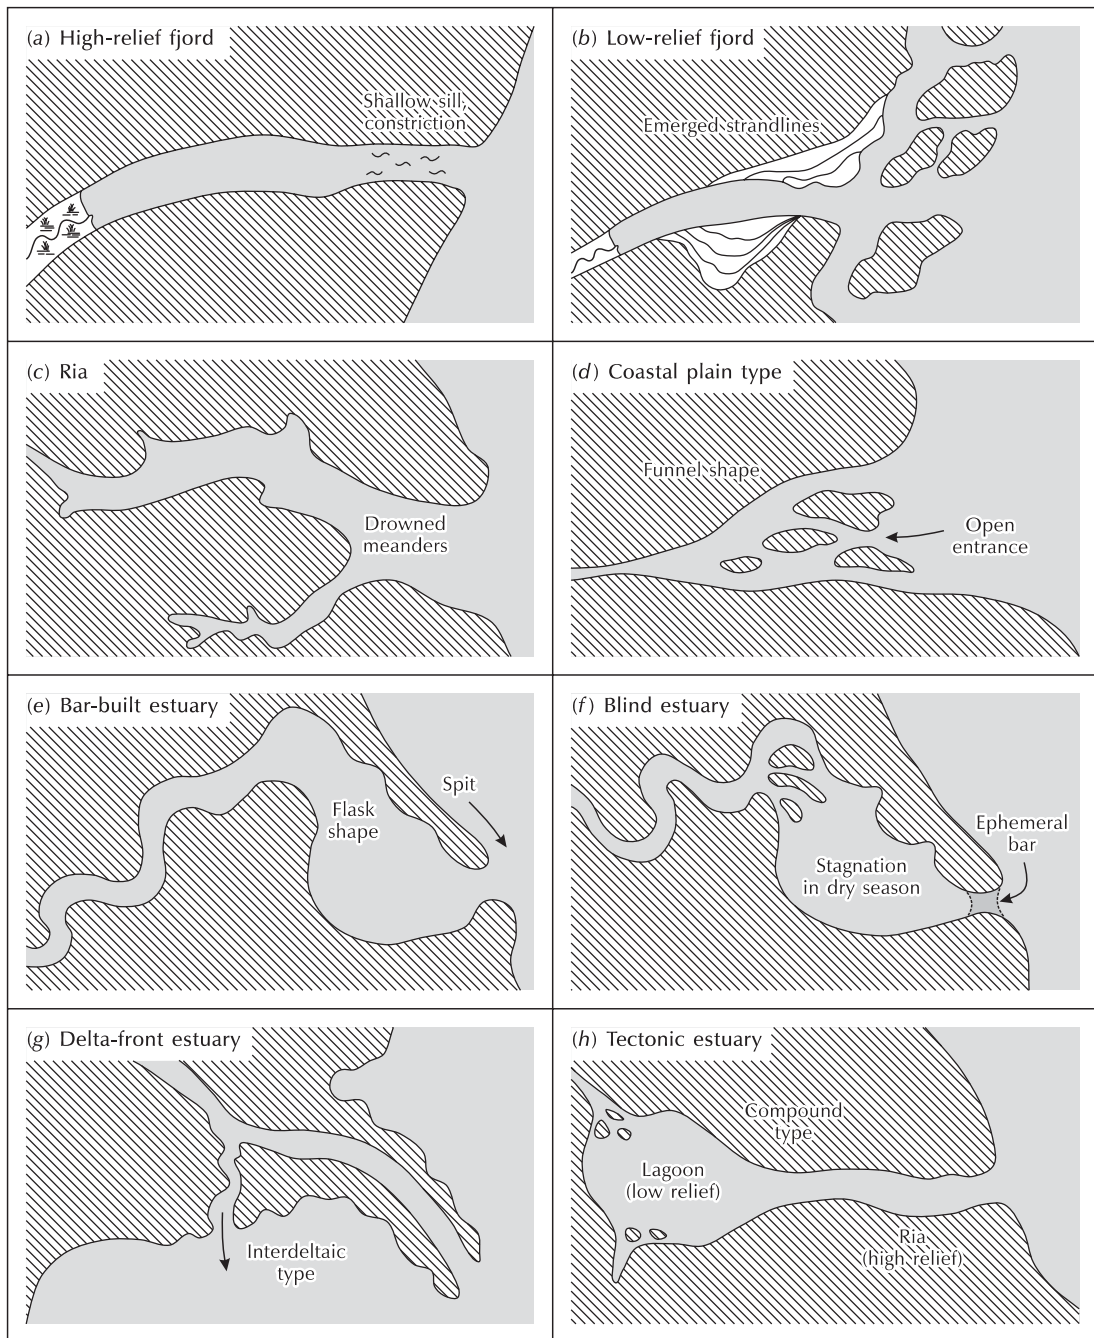 (a) High-relief fjord
Shallow sill,
constriction
(b) Low-relief fjord
Emerged strandlines
(c) Ria
Drowned
meanders
(d) Coastal plain type
Funnel shape
Open
entrance
(e) Bar-built estuary
Spit
Flask
shape
(f) Blind estuary
Ephemeral
bar
Stagnation
in dry season
(g) Delta-front estuary
Interdeltaic
type
(h) Tectonic estuary
Compound
type
Lagoon
(low relief)
Ria
(high relief)